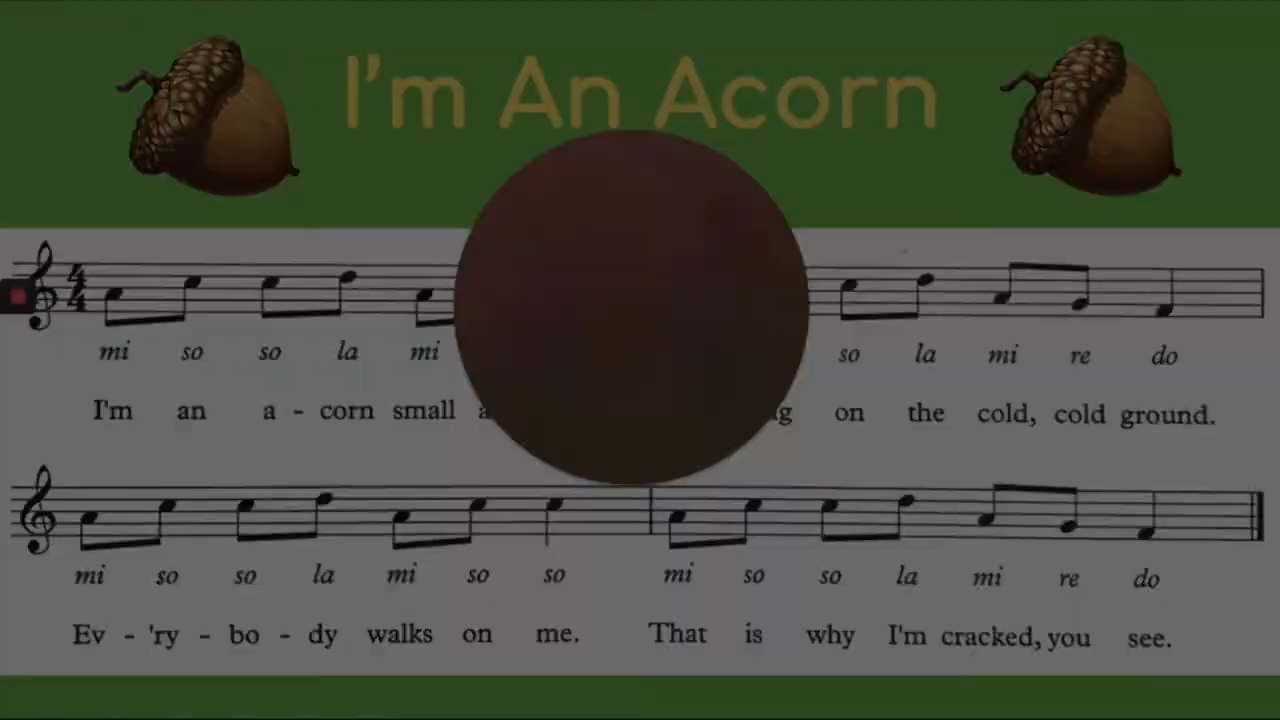 I'm An Acorn
4
4
mi so so la mi so la mi re do
I'm an a - corn small on the cold, cold ground.
mi so so la mi so so mi so so la mi re do
Ev - 'ry - bo - dy walks on me. That is why I'm cracked, you see.